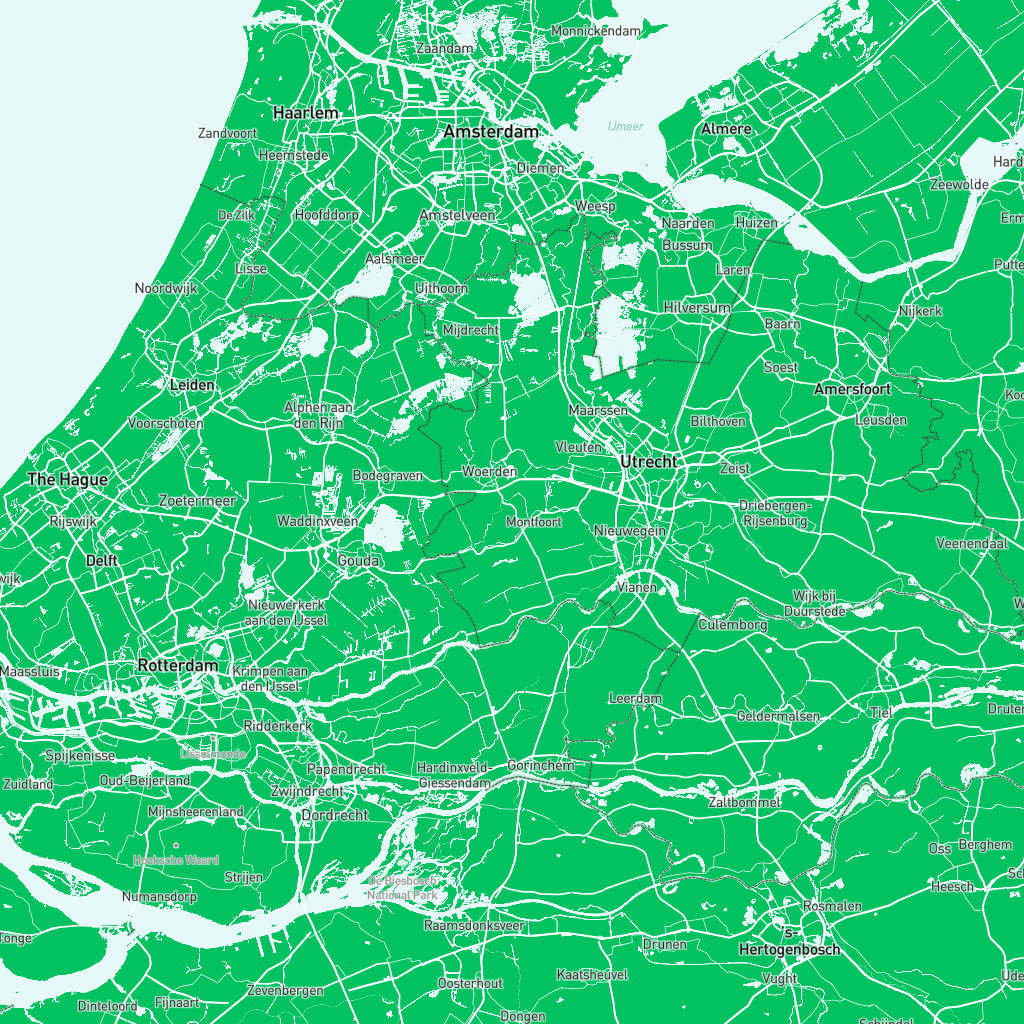 Monnickendam
Zaandam
Haarlem
Amsterdam
IJmeer
Almere
Zandvoort
Heemstede
Diemen
Hard
Zeewolde
De Zilk
Hoofddorp
Amstelveen
Weesp
Naarden
Huizen
Erm
Bussum
Aalsmeer
Lisse
Laren
Putte
Noordwijk
Uithoorn
Hilversum
Nijkerk
Mijdrecht
Baarn
Soest
Leiden
Amersfoort
Koo
Voorschoten
Alphen aan
den Rijn
Maarssen
Bilthoven
Leusden
Vleuten
Utrecht
The Hague
Bodegraven
Woerden
Zeist
Zoetermeer
Rijswijk
Waddinxveen
Montfoort
Nieuwegein
Driebergen-
Rijsenburg
Veenendaal
Delft
Gouda
wijk
Vianen
Wijk bij
Duurstede
W
Nieuwerkerk
aan den IJssel
Culemborg
Maassluis
Rotterdam
Krimpen aan
den IJssel
Leerdam
Geldermalsen
Tiel
Druten
Ridderkerk
Spijkenisse
IJsselmonde
Papendrecht
Hardinxveld-
Giessendam
Gorinchem
Zuidland
Oud-Beijerland
Zwijndrecht
Zaltbommel
Mijnsheerenland
Dordrecht
Hoeksche Waard
Oss
Berghem
Strijen
De Biesbosch
National Park
Heesch
Sc
Numansdorp
Rosmalen
Tonge
Raamsdonksveer
Drunen
's-
Hertogenbosch
Kaatsheuvel
Vught
Ude
Zevenbergen
Oosterhout
Dinteloord
Fijnaart
Dongen
Schijndel